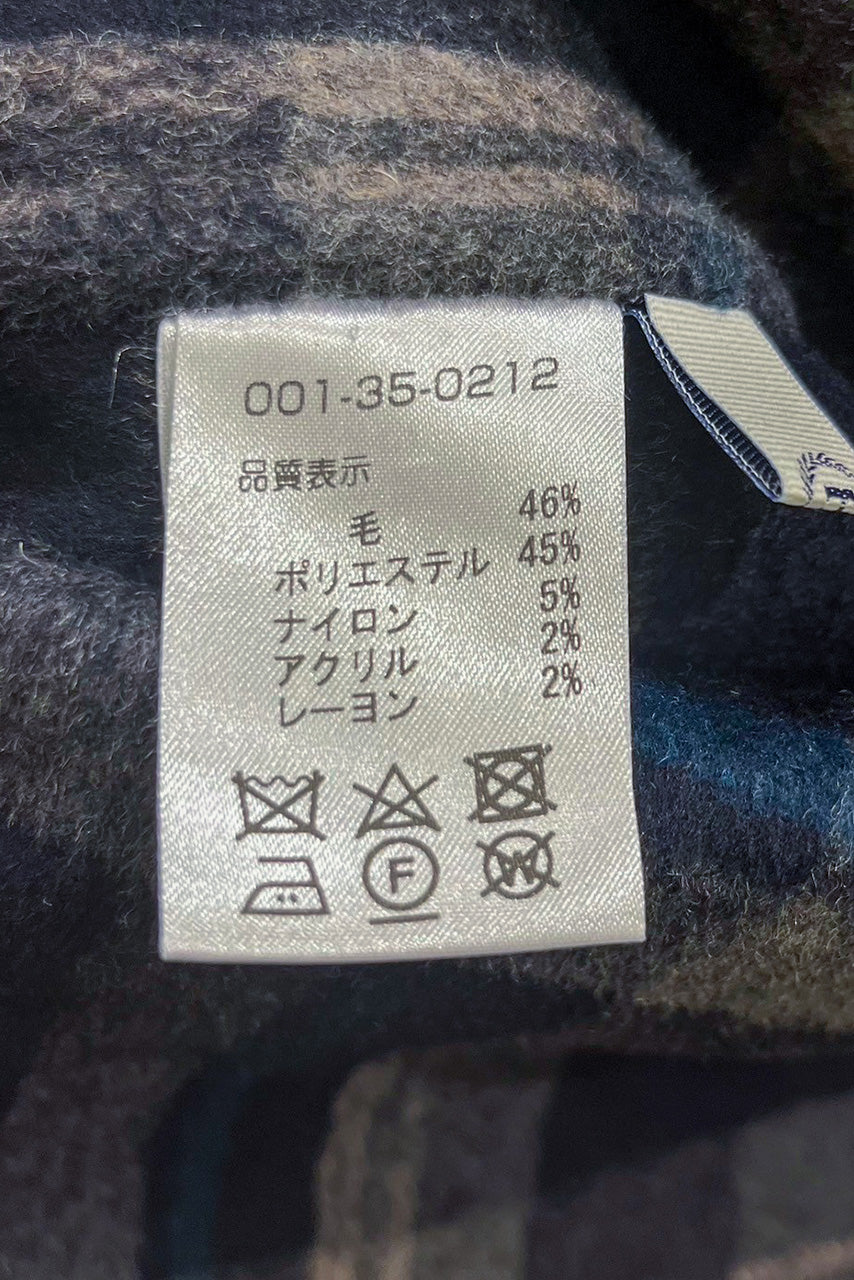 001-35-0212
品質表示
毛 46%
ポリエステル 45%
ナイロン 5%
アクリル 2%
レーヨン 2%
F
W